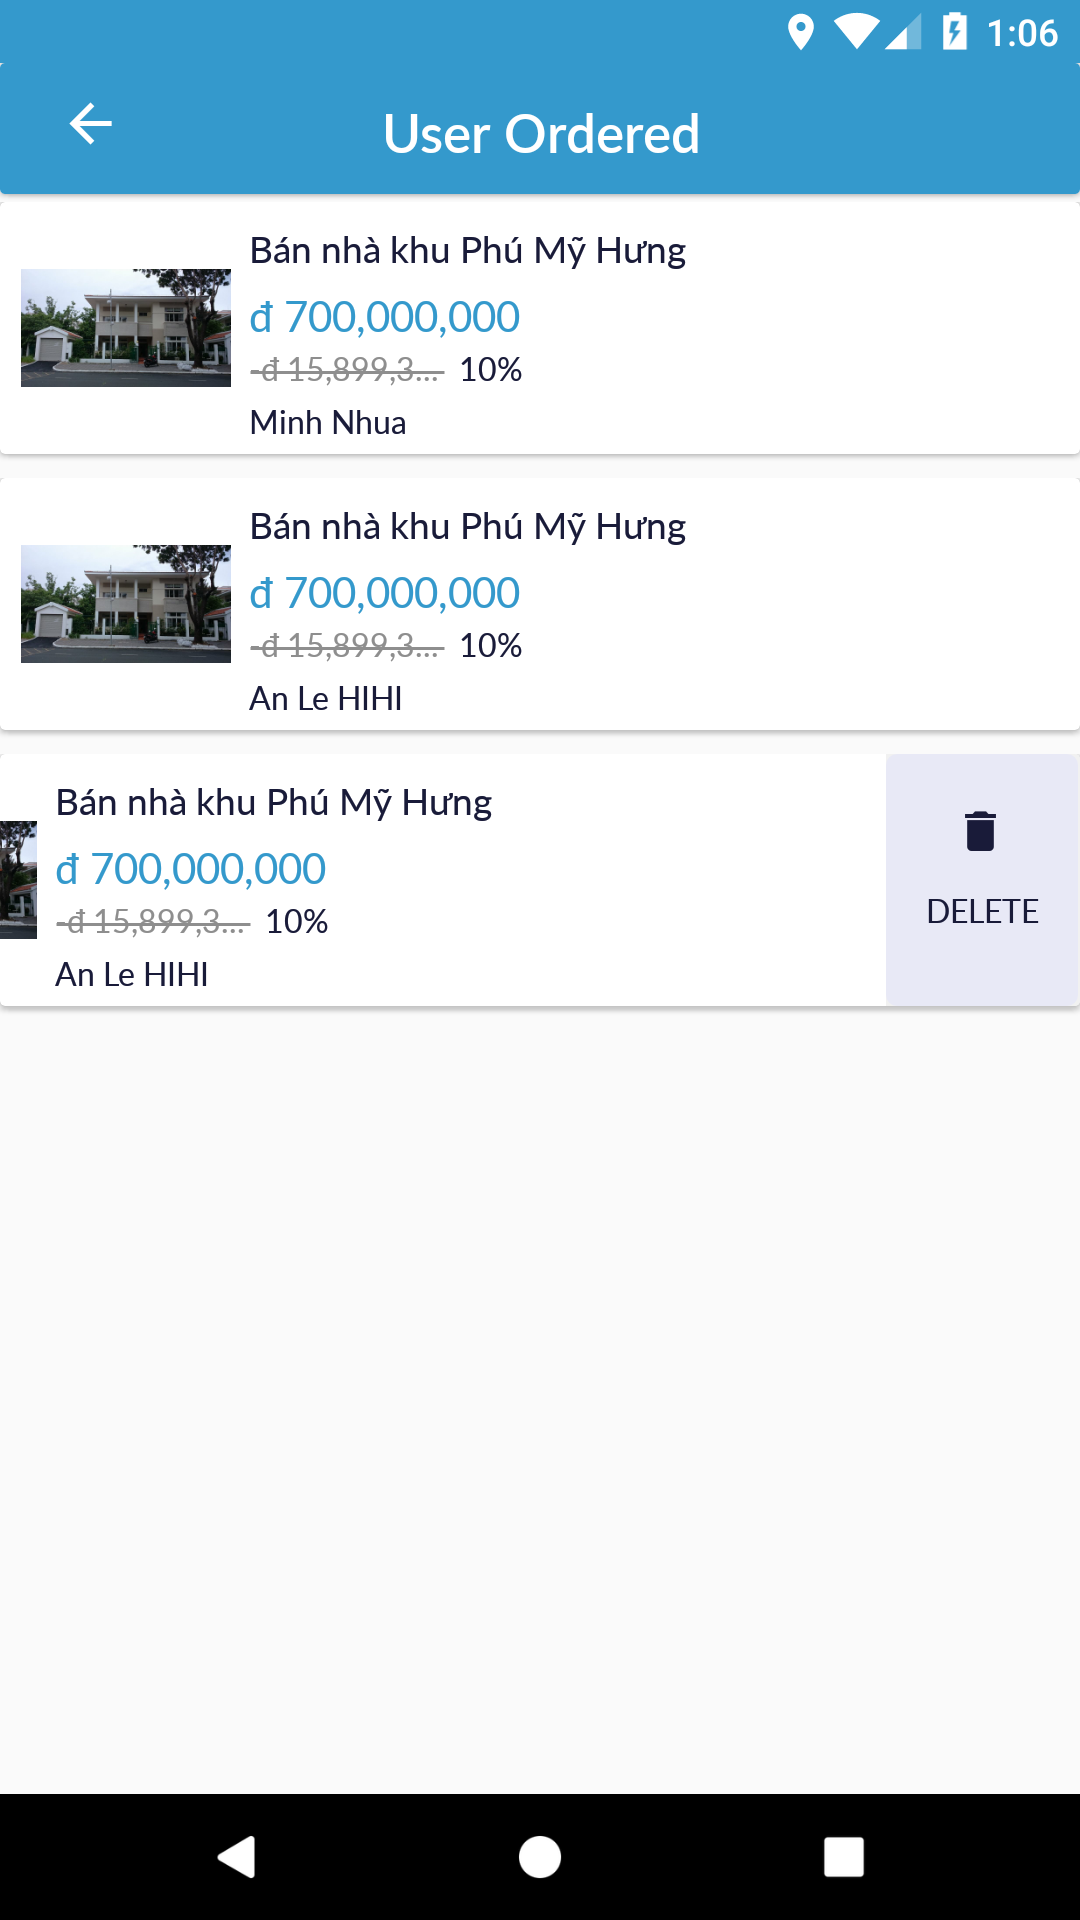 1:06
User Ordered
Bán nhà khu Phú Mỹ Hưng
đ 700,000,000
-đ 15,899,3... 10%
Minh Nhua
Bán nhà khu Phú Mỹ Hưng
đ 700,000,000
-đ 15,899,3... 10%
An Le HIHI
Bán nhà khu Phú Mỹ Hưng
đ 700,000,000
-đ 15,899,3... 10%
An Le HIHI
DELETE